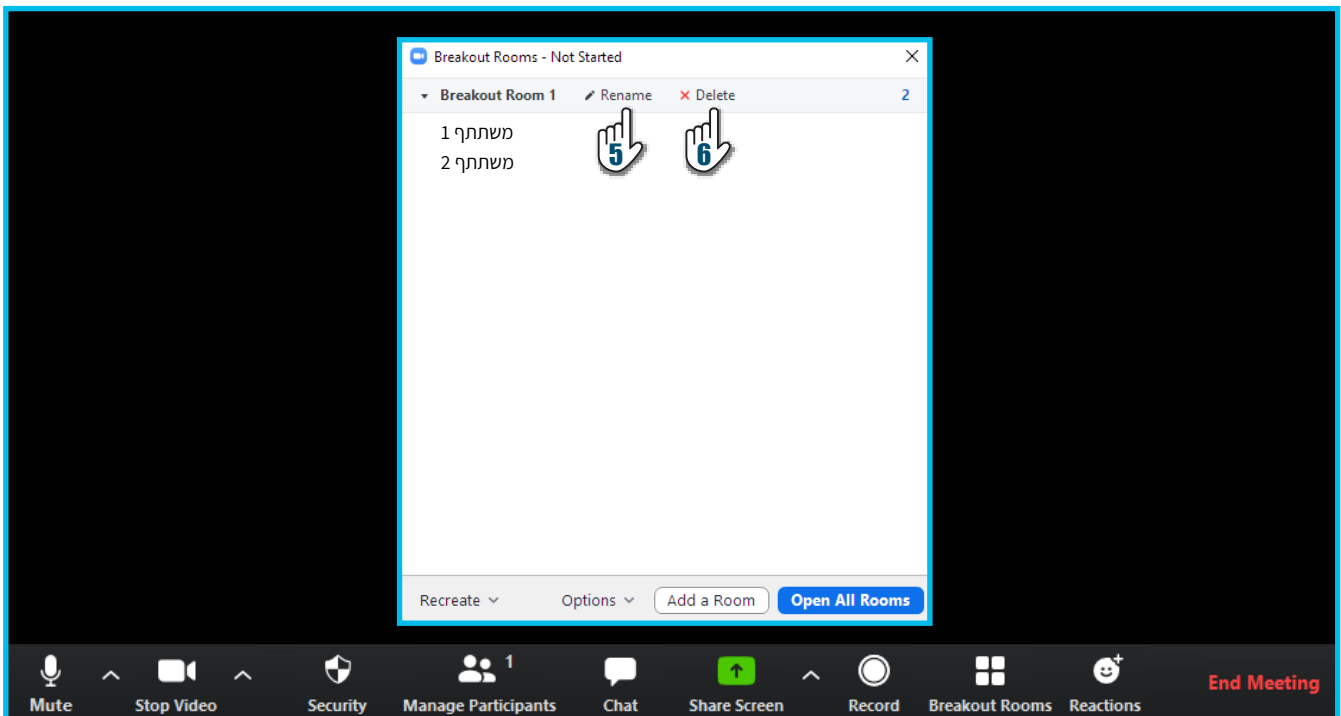 Breakout Rooms - Not Started
Breakout Room 1 Rename Delete 2
משתתף 1
משתתף 2
5 6
Recreate Options Add a Room Open All Rooms
1
Mute Stop Video Security Manage Participants Chat Share Screen Record Breakout Rooms Reactions End Meeting